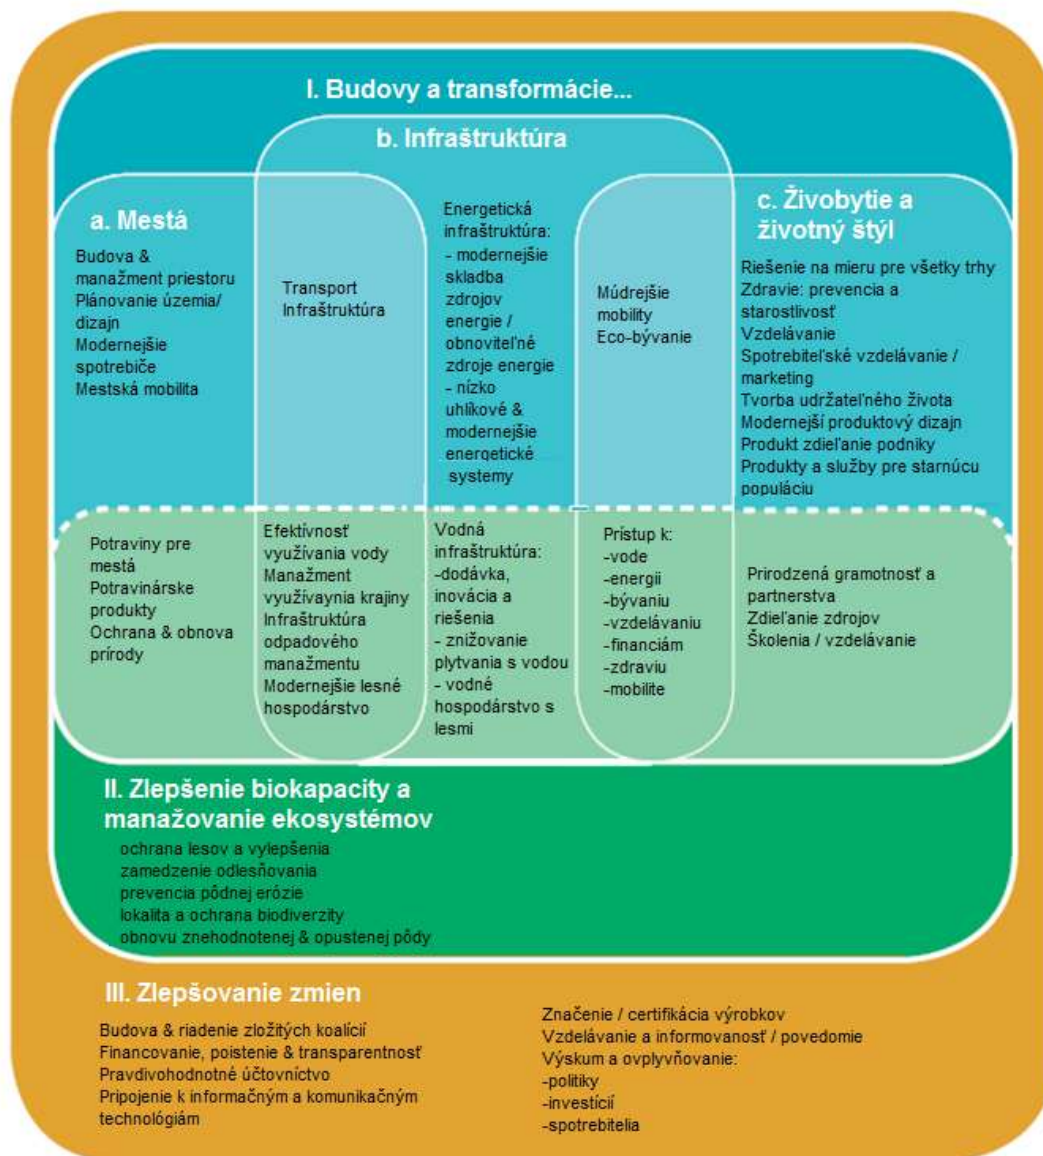 I. Budovy a transformácie...
b. Infraštruktúra
a. Mestá
Budova &
manažment priestoru
Plánovanie územia/
dizajn
Modernejšie
spotrebiče
Mestská mobilita
Transport
Infraštruktúra
Energetická
infraštruktúra:
- modernejšie
skladba
zdrojov
energie /
obnoviteľné
zdroje energie
- nízko
uhlíkové &
modernejšie
energetické
systemy
Múdrejšie
mobility
Eco-bývanie
c. Živobytie a
životný štýl
Riešenie na mieru pre všetky trhy
Zdravie: prevencia a
starostlivosť
Vzdelávanie
Spotrebiteľské vzdelávanie /
marketing
Tvorba udržateľného života
Modernejší produktový dizajn
Produkt zdieľanie podniky
Produkty a služby pre starnúcu
populáciu
Potraviny pre
mestá
Potravinárske
produkty
Ochrana & obnova
prírody
Efektívnosť
využívania vody
Manažment
využívaynia krajiny
Infraštruktúra
odpadového
manažmentu
Modernejšie lesné
hospodárstvo
Vodná
infraštruktúra:
-dodávka,
inovácia a
riešenia
- znižovanie
plytvania s vodou
- vodné
hospodárstvo s
lesmi
Prístup k:
-vode
-energii
-bývaniu
-vzdelávaniu
-financiám
-zdraviu
-mobilite
Prirodzená gramotnosť a
partnerstva
Zdieľanie zdrojov
Školenia / vzdelávanie
II. Zlepšenie biokapacity a
manažovanie ekosystémov
ochrana lesov a vylepšenia
zamedzenie odlesňovania
prevencia pôdnej erózie
lokalita a ochrana biodiverzity
obnovu znehodnotenej & opustenej pôdy
III. Zlepšovanie zmien
Budova & riadenie zložitých koalícií
Financovanie, poistenie & transparentnosť
Pravdivohodnotné účtovníctvo
Pripojenie k informačným a komunikačným
technológiám
Značenie / certifikácia výrobkov
Vzdelávanie a informovanosť / povedomie
Výskum a ovplyvňovanie:
-politiky
-investícií
-spotrebitelia